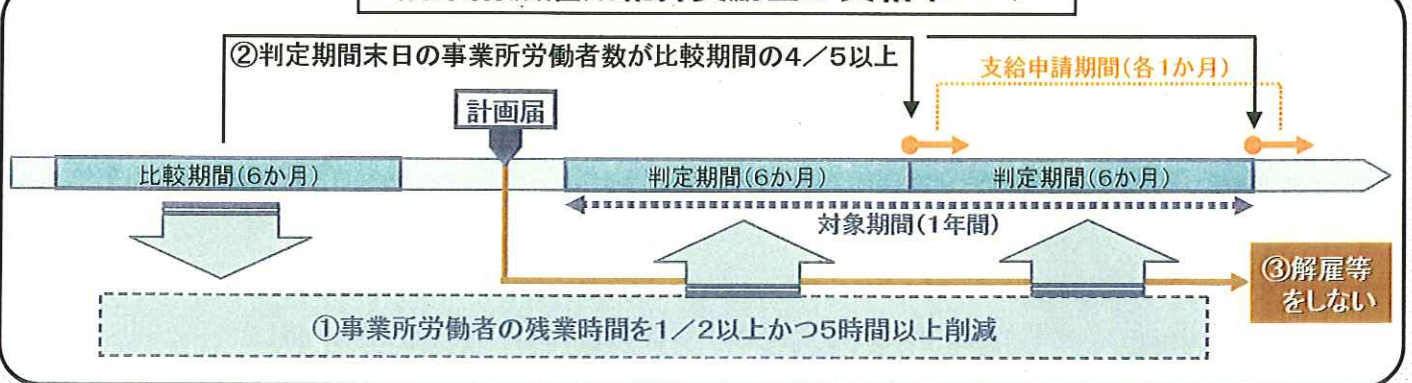 ②判定期間末日の事業所労働者数が比較期間の4／5以上
支給申請期間(各1か月)
計画届
比較期間(6か月)
判定期間(6か月)
判定期間(6か月)
対象期間(1年間)
③解雇等
をしない
①事業所労働者の残業時間を1／2以上かつ5時間以上削減